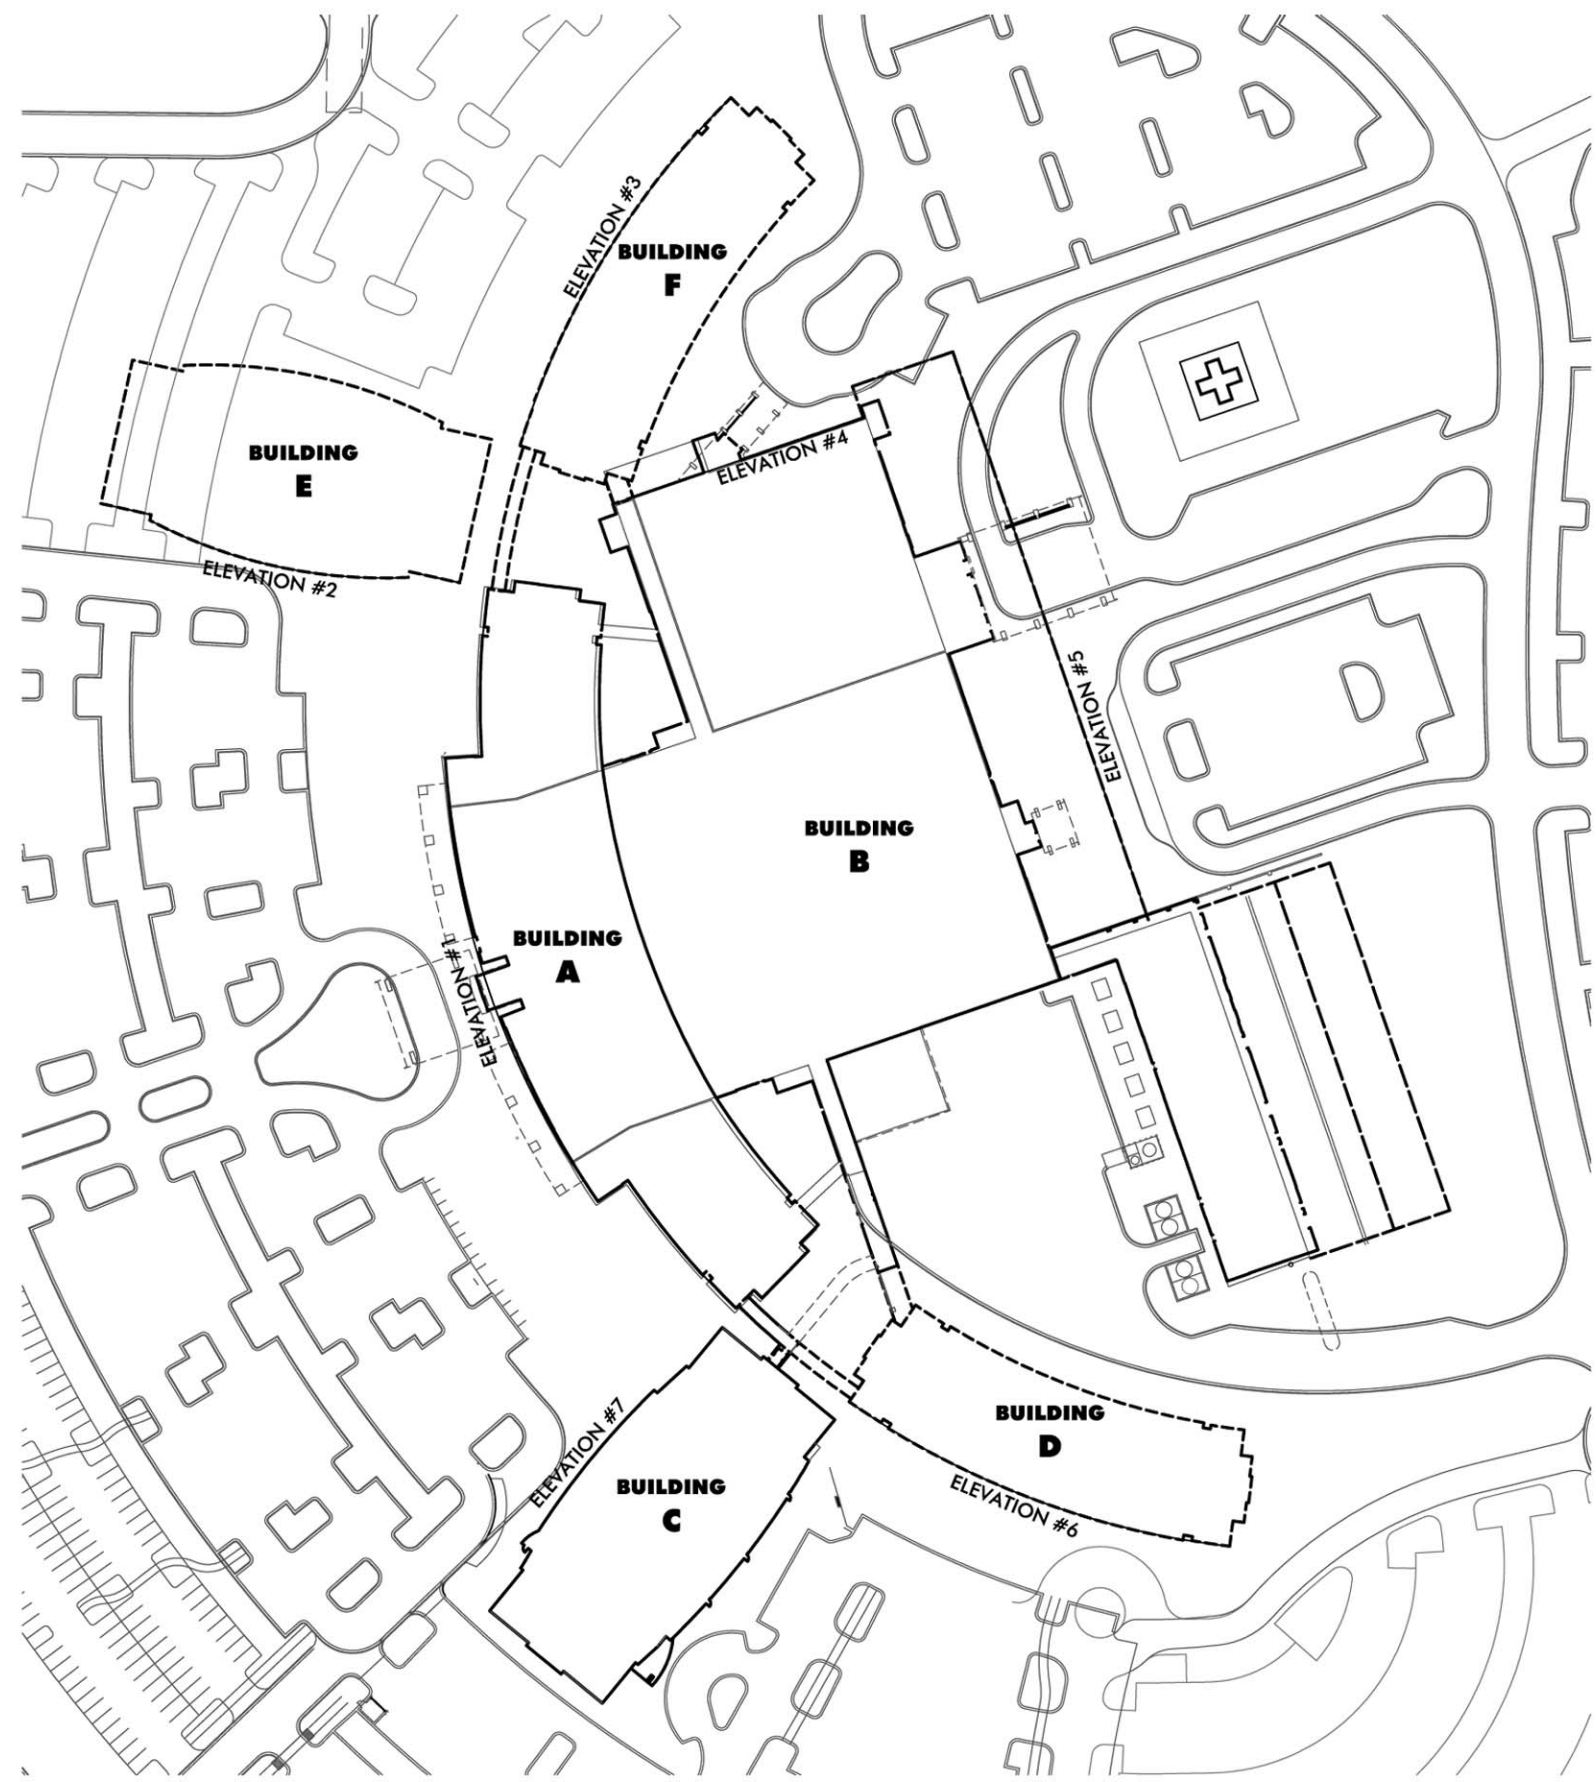 ELEVATION #3
BUILDING
F
ELEVATION #4
BUILDING
E
ELEVATION #2
ELEVATION #5
BUILDING
B
BUILDING
A
ELEVATION #1
BUILDING
D
ELEVATION #7
BUILDING
C
ELEVATION #6